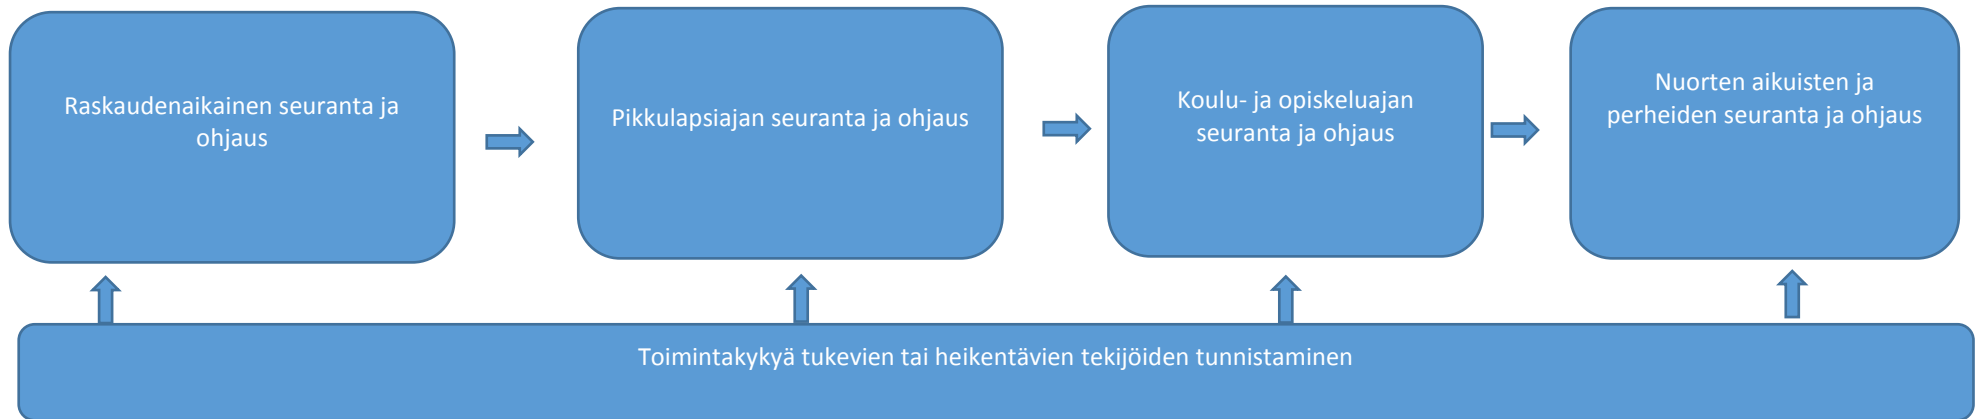 Raskaudenaikainen seuranta ja
ohjaus
Pikkulapsiajan seuranta ja ohjaus
Koulu- ja opiskeluajan
seuranta ja ohjaus
Nuorten aikuisten ja
perheiden seuranta ja ohjaus
Toimintakykyä tukevien tai heikentävien tekijöiden tunnistaminen